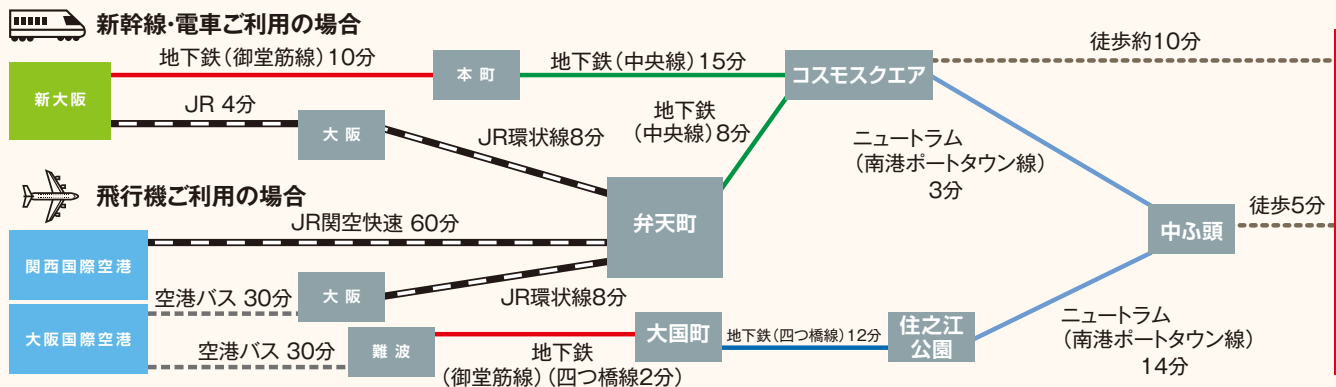 新幹線・電車ご利用の場合
地下鉄(御堂筋線)10分
本町
地下鉄(中央線)15分
コスモスクエア
徒歩約10分
新大阪
JR 4分
大阪
JR環状線8分
地下鉄
(中央線)8分
ニュートラム
(南港ポートタウン線)
3分
飛行機ご利用の場合
JR関空快速 60分
弁天町
中ふ頭
徒歩5分
関西国際空港
空港バス 30分
大阪
JR環状線8分
大阪国際空港
空港バス 30分
難波
地下鉄
(御堂筋線)(四つ橋線2分)
大国町
地下鉄(四つ橋線)12分
住之江
公園
ニュートラム
(南港ポートタウン線)
14分